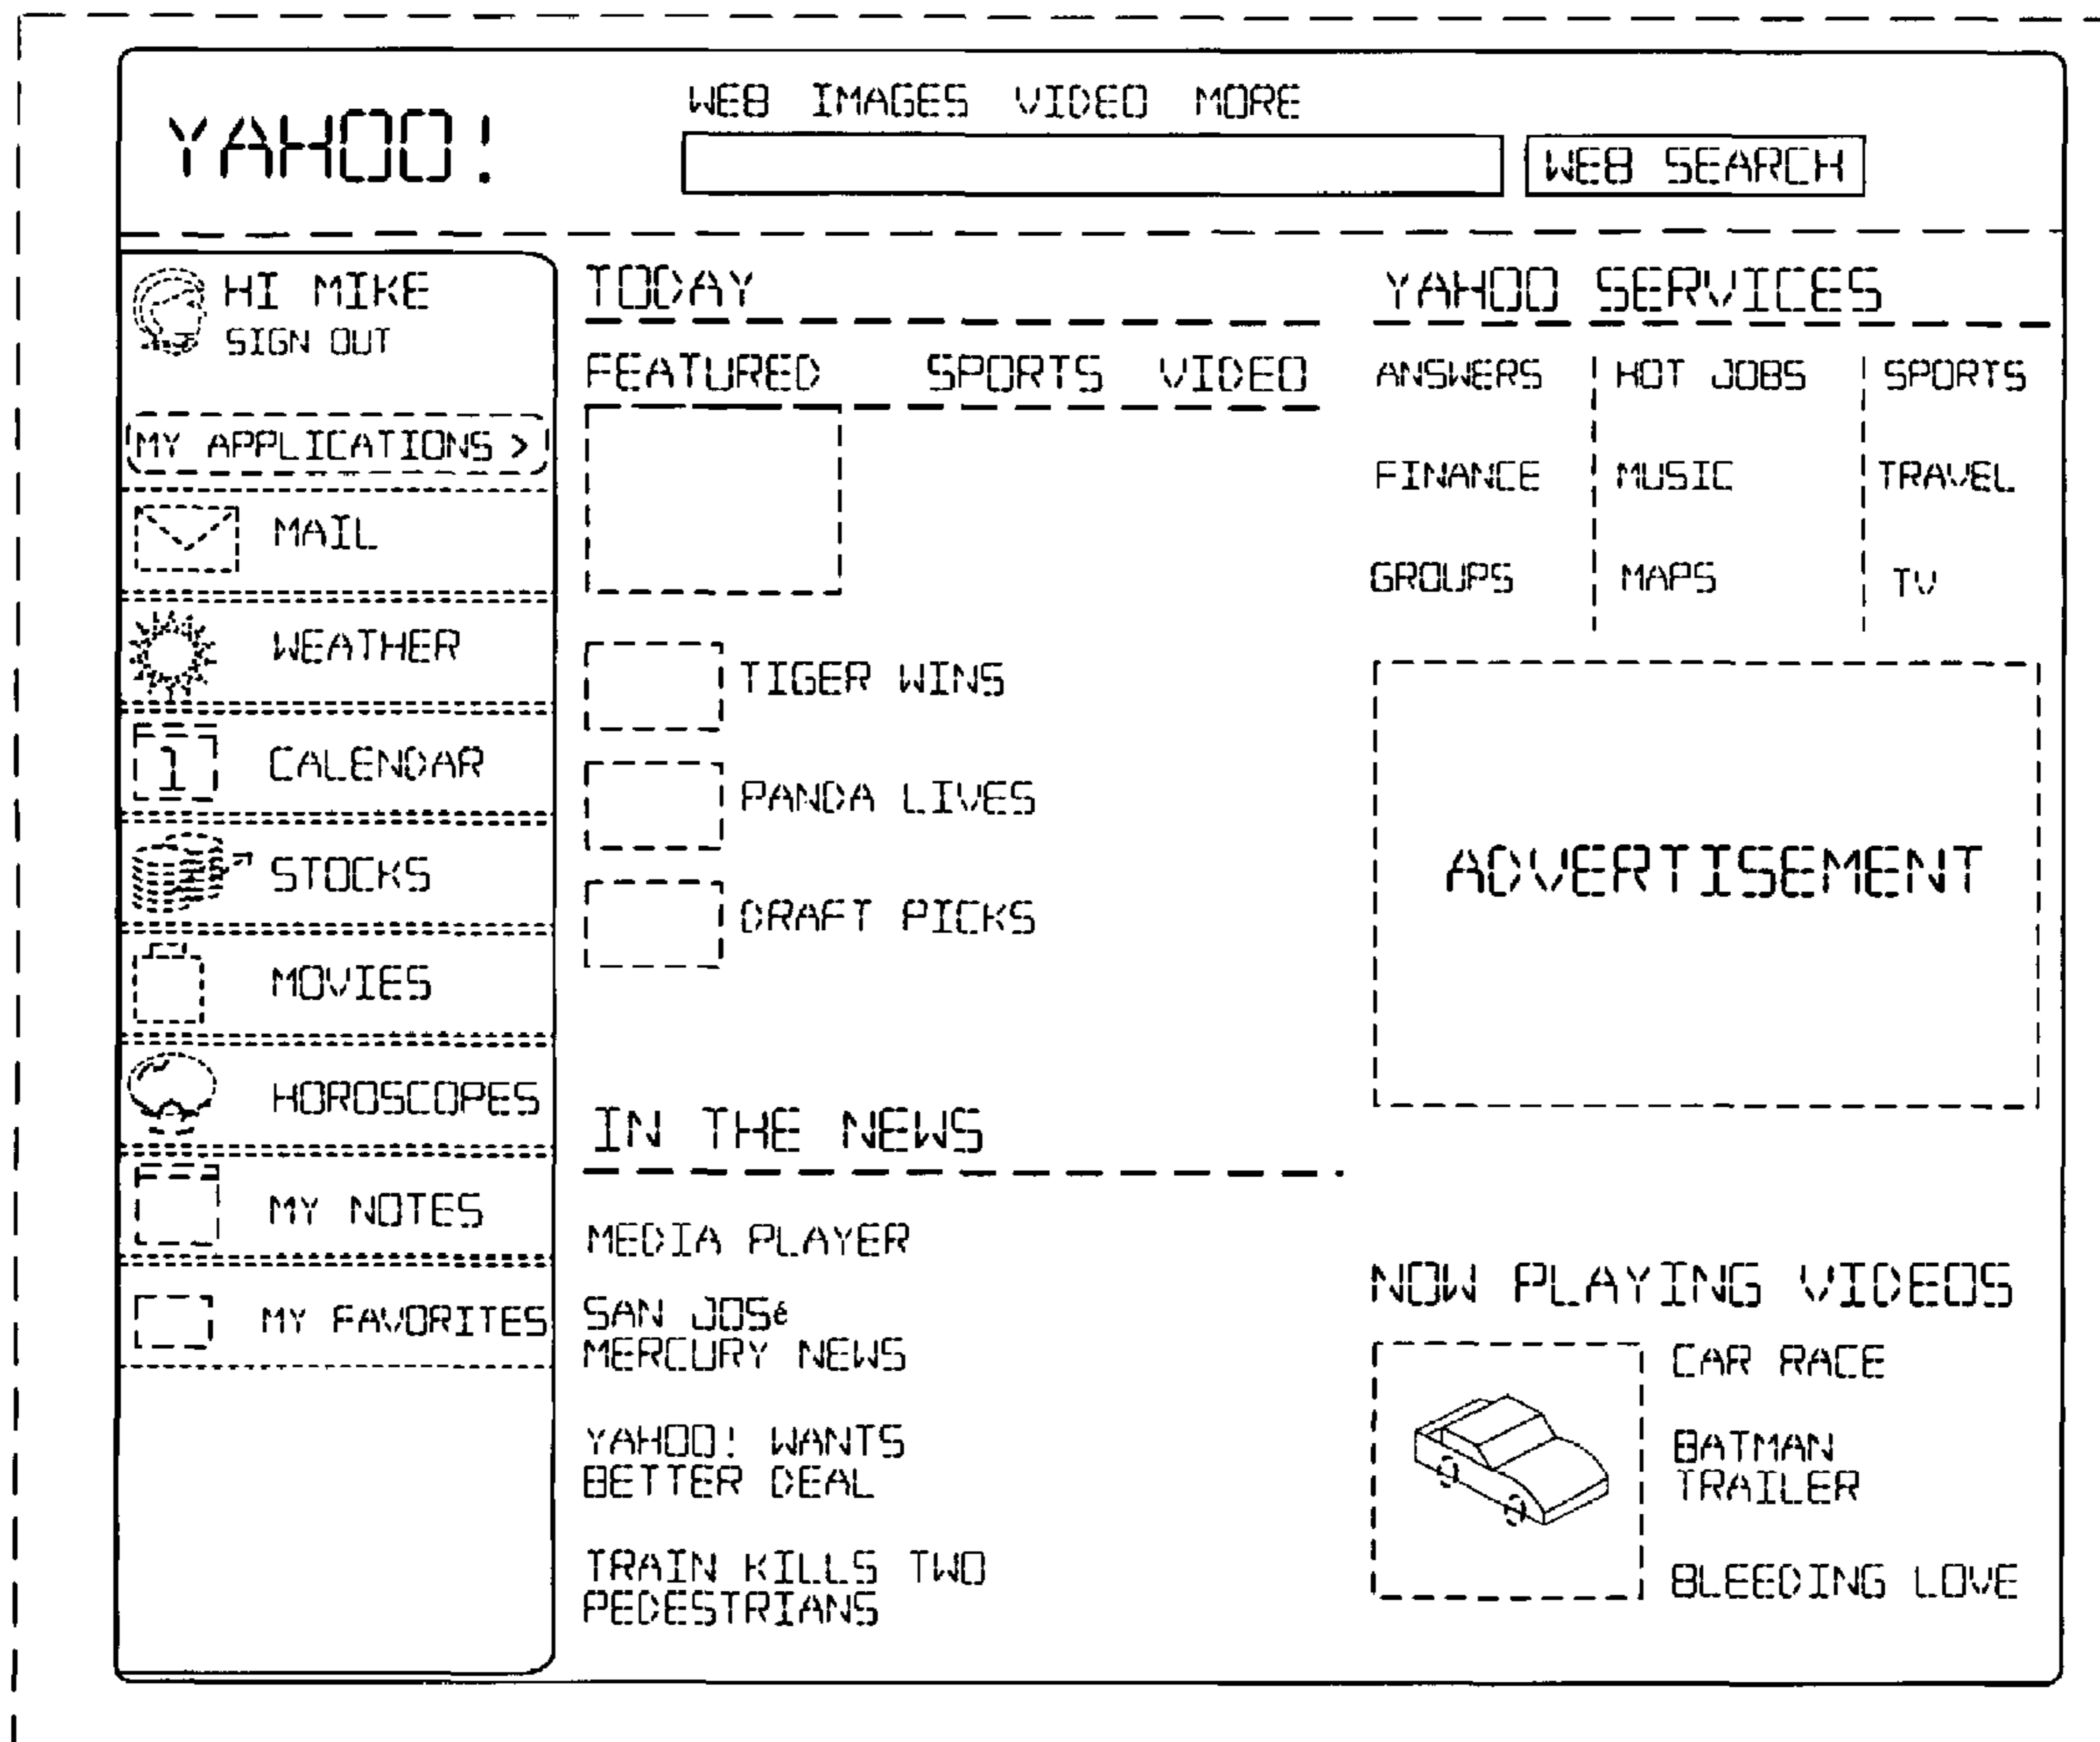 WEB IMAGES VIDEO MORE
YAHOO!
WEB SEARCH
HI MIKE
SIGN OUT
MY APPLICATIONS >
MAIL
WEATHER
1
CALENDAR
STOCKS
MOVIES
HOROSCOPES
MY NOTES
MY FAVORITES
TODAY
FEATURED SPORTS VIDEO
TIGER WINS
PANDA LIVES
DRAFT PICKS
IN THE NEWS
MEDIA PLAYER
SAN JOSé
MERCURY NEWS
YAHOO! WANTS
BETTER DEAL
TRAIN KILLS TWO
PEDESTRIANS
YAHOO SERVICES
ANSWERS HOT JOBS SPORTS
FINANCE MUSIC TRAVEL
GROUPS MAPS TV
ADVERTISEMENT
NOW PLAYING VIDEOS
CAR RACE
BATMAN
TRAILER
BLEEDING LOVE